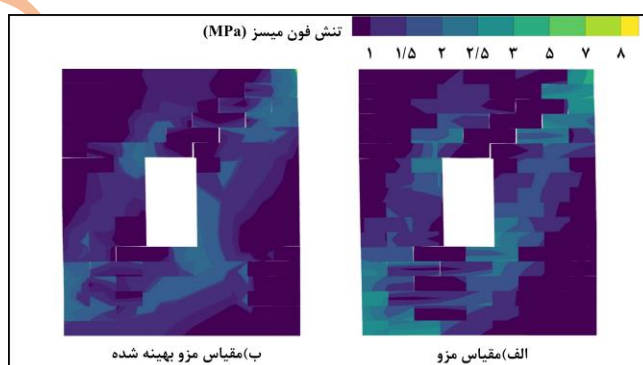 تنش فون میسز (MPa)
۱ ۱/۵ ۲ ۲/۵ ۳ ۵ ۷ ۸
الف)مقیاس مزو
ب)مقیاس مزو بهینه شده